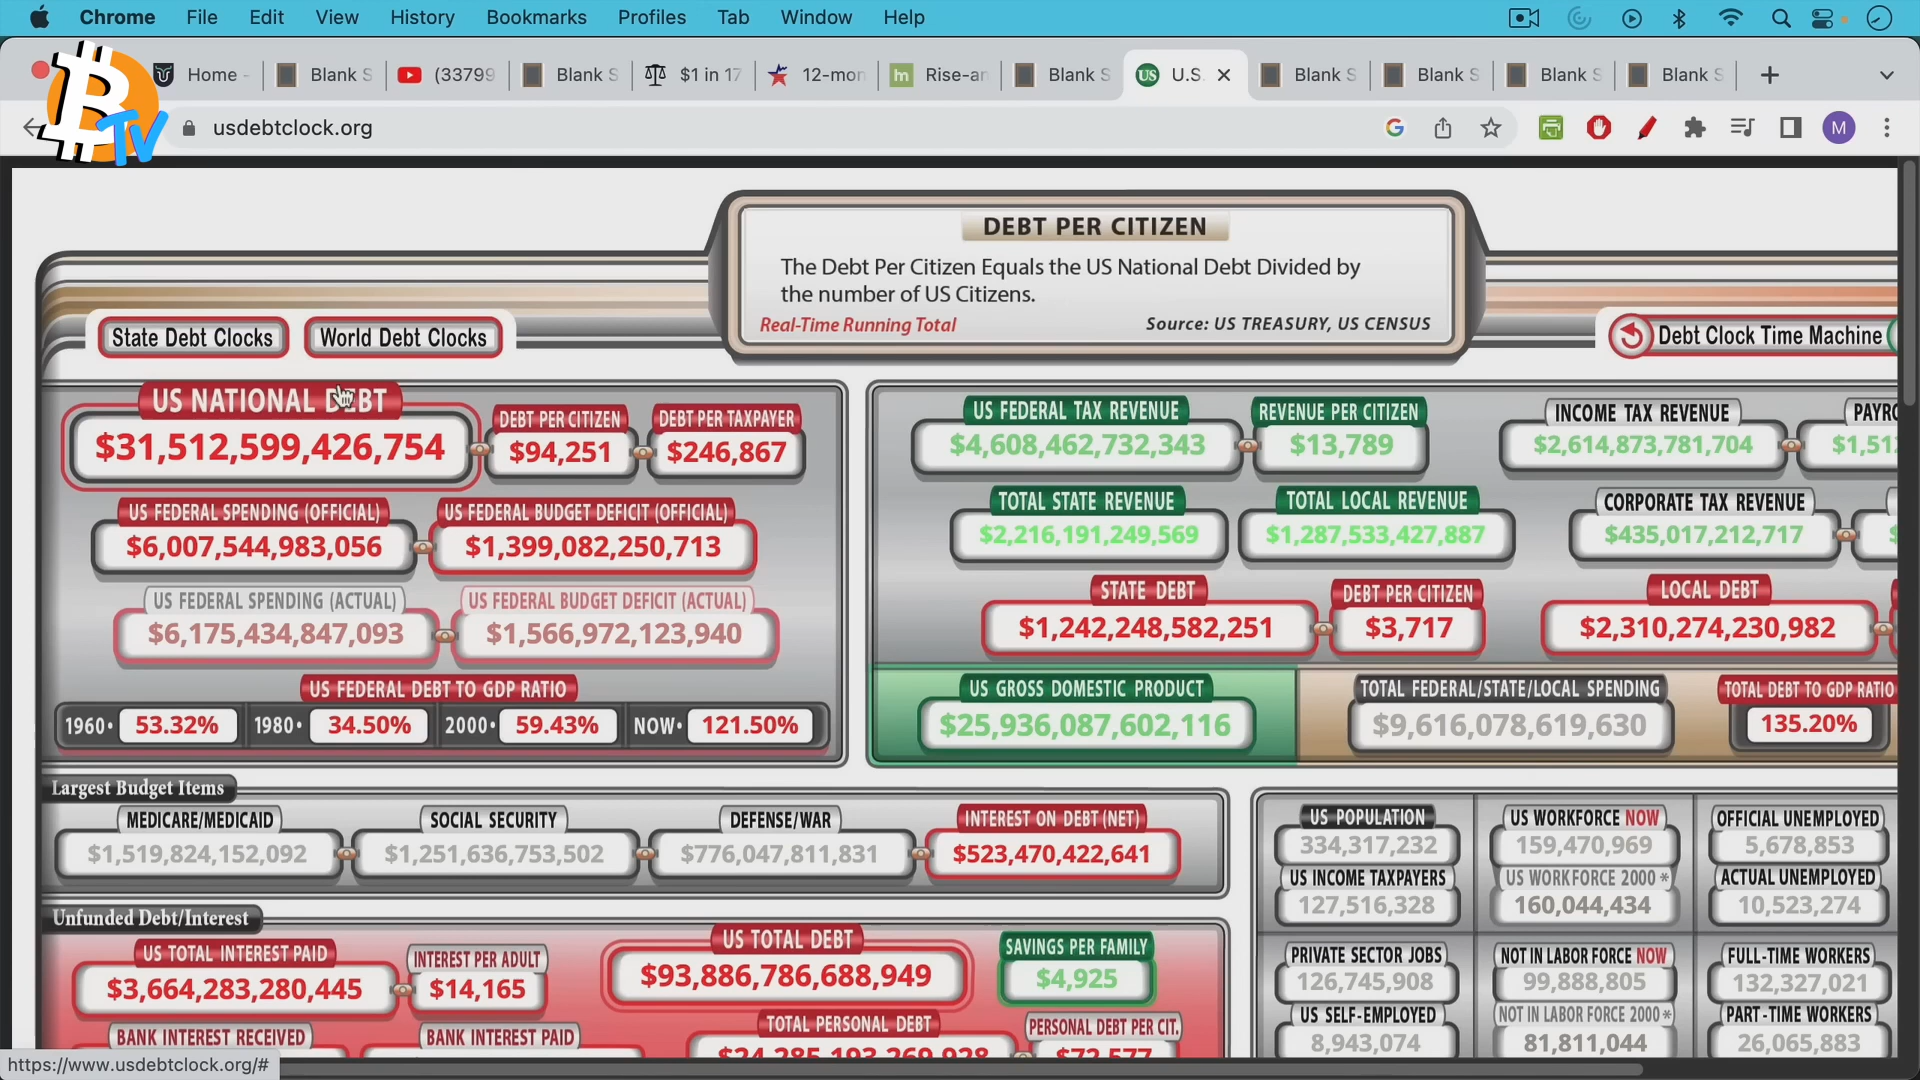 Chrome File Edit View History Bookmarks Profiles Tab Window Help
Home - Blank S (33799 Blank S $1 in 17 12-mon Rise-an Blank S U.S. Blank S Blank S Blank S Blank S
B TV
usdebtclock.org
M
DEBT PER CITIZEN
The Debt Per Citizen Equals the US National Debt Divided by
the number of US Citizens.
Real-Time Running Total Source: US TREASURY, US CENSUS
State Debt Clocks World Debt Clocks
Debt Clock Time Machine
US NATIONAL DEBT
$31,512,599,426,754
DEBT PER CITIZEN
$94,251
DEBT PER TAXPAYER
$246,867
US FEDERAL SPENDING (OFFICIAL)
$6,007,544,983,056
US FEDERAL BUDGET DEFICIT (OFFICIAL)
$1,399,082,250,713
US FEDERAL SPENDING (ACTUAL)
$6,175,434,847,093
US FEDERAL BUDGET DEFICIT (ACTUAL)
$1,566,972,123,940
US FEDERAL DEBT TO GDP RATIO
1960• 53.32% 1980• 34.50% 2000• 59.43% NOW• 121.50%
US FEDERAL TAX REVENUE
$4,608,462,732,343
REVENUE PER CITIZEN
$13,789
INCOME TAX REVENUE
$2,614,873,781,704
PAYRO
$1,51
TOTAL STATE REVENUE
$2,216,191,249,569
TOTAL LOCAL REVENUE
$1,287,533,427,887
CORPORATE TAX REVENUE
$435,017,212,717
STATE DEBT
$1,242,248,582,251
DEBT PER CITIZEN
$3,717
LOCAL DEBT
$2,310,274,230,982
US GROSS DOMESTIC PRODUCT
$25,936,087,602,116
TOTAL FEDERAL/STATE/LOCAL SPENDING
$9,616,078,619,630
TOTAL DEBT TO GDP RATIO
135.20%
Largest Budget Items
MEDICARE/MEDICAID
$1,519,824,152,092
SOCIAL SECURITY
$1,251,636,753,502
DEFENSE/WAR
$776,047,811,831
INTEREST ON DEBT (NET)
$523,470,422,641
US POPULATION
334,317,232
US WORKFORCE NOW
159,470,969
OFFICIAL UNEMPLOYED
5,678,853
US INCOME TAXPAYERS
127,516,328
US WORKFORCE 2000 *
160,044,434
ACTUAL UNEMPLOYED
10,523,274
Unfunded Debt/Interest
US TOTAL INTEREST PAID
$3,664,283,280,445
INTEREST PER ADULT
$14,165
US TOTAL DEBT
$93,886,786,688,949
SAVINGS PER FAMILY
$4,925
PRIVATE SECTOR JOBS
126,745,908
NOT IN LABOR FORCE NOW
99,888,805
FULL-TIME WORKERS
132,327,021
BANK INTEREST RECEIVED
BANK INTEREST PAID
TOTAL PERSONAL DEBT
PERSONAL DEBT PER CIT.
US SELF-EMPLOYED
8,943,074
NOT IN LABOR FORCE 2000 *
81,811,044
PART-TIME WORKERS
26,065,883
https://www.usdebtclock.org/#